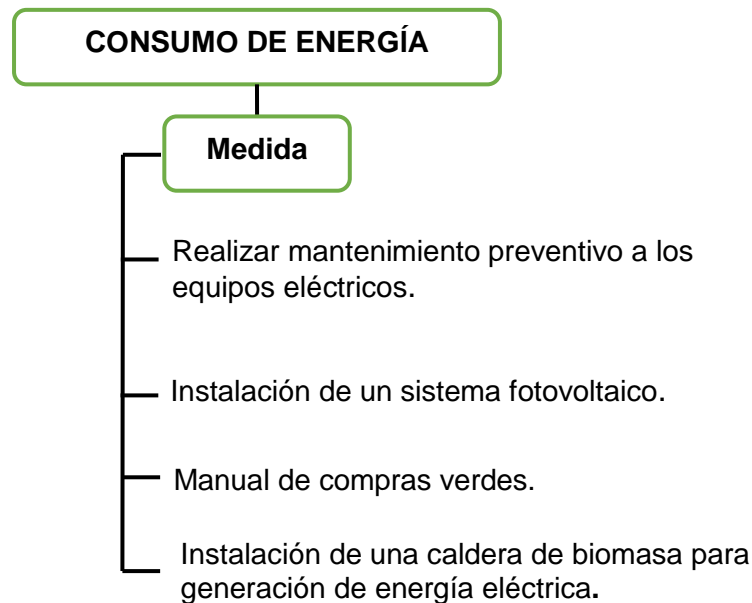 CONSUMO DE ENERGÍA
Medida
Realizar mantenimiento preventivo a los
equipos eléctricos.
Instalación de un sistema fotovoltaico.
Manual de compras verdes.
Instalación de una caldera de biomasa para
generación de energía eléctrica.